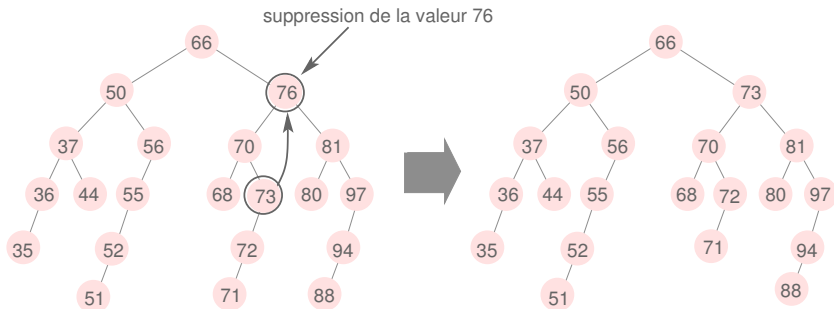 suppression de la valeur 76
66 66
50 76 50 73
37 56 70 81 37 56 70 81
36 44 55 68 73 80 97 36 44 55 68 72 80 97
35 52 72 94 35 52 71 94
51 71 88 51 88